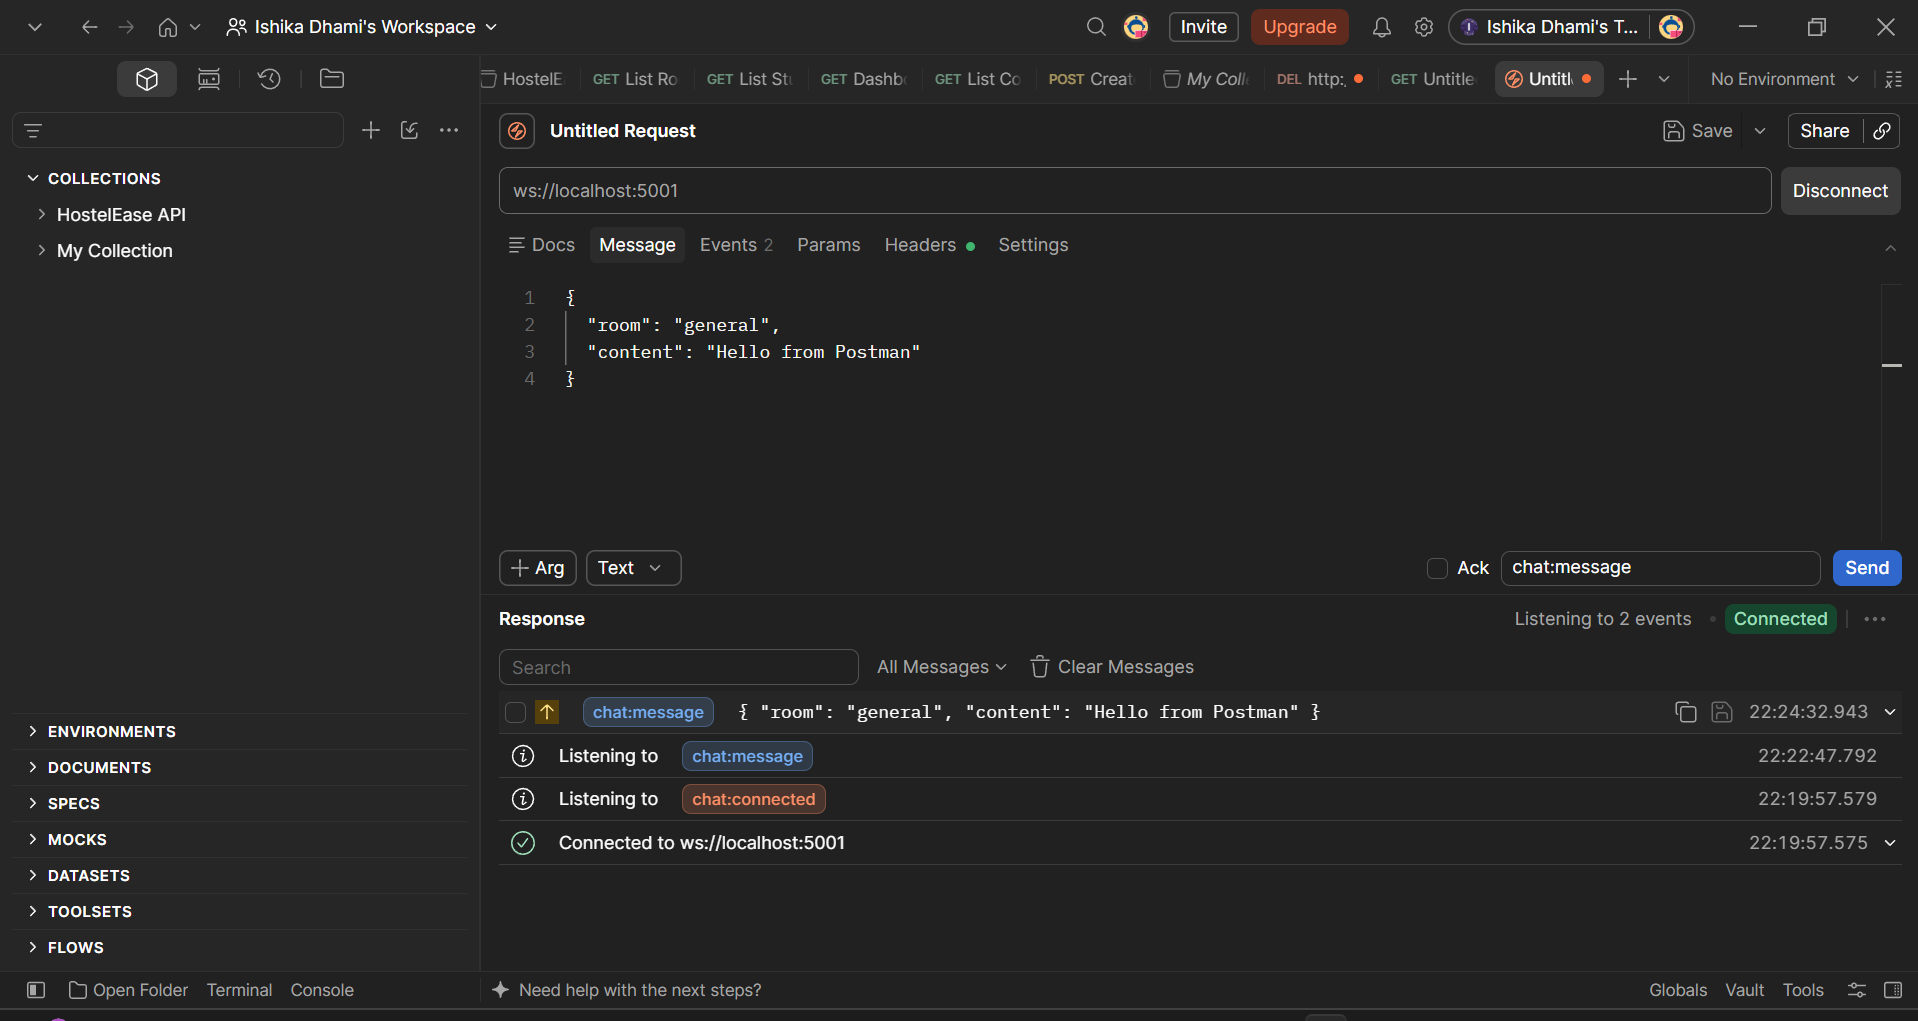 Ishika Dhami's Workspace
Invite
Upgrade
Ishika Dhami's T...
HostelE
GET List Ro
GET List Stu
GET Dashb
GET List Co
POST Creat
My Coll
DEL http:
GET Untitle
Untitl
No Environment
COLLECTIONS
HostelEase API
My Collection
ENVIRONMENTS
DOCUMENTS
SPECS
MOCKS
DATASETS
TOOLSETS
FLOWS
Untitled Request
Save
Share
ws://localhost:5001
Disconnect
Docs Message Events 2 Params Headers Settings
1 {
2 "room": "general",
3 "content": "Hello from Postman"
4 }
Arg
Text
Ack
chat:message
Send
Response
Listening to 2 events
Connected
Search
All Messages
Clear Messages
chat:message { "room": "general", "content": "Hello from Postman" } 22:24:32.943
Listening to chat:message 22:22:47.792
Listening to chat:connected 22:19:57.579
Connected to ws://localhost:5001 22:19:57.575
Open Folder Terminal Console
Need help with the next steps?
Globals Vault Tools